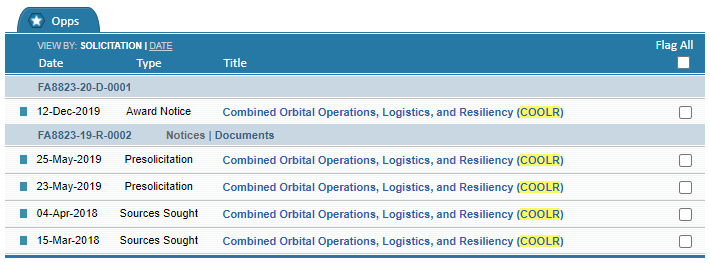 Opps
VIEW BY: SOLICITATION | DATE Flag All
Date Type Title
FA8823-20-D-0001
12-Dec-2019 Award Notice Combined Orbital Operations, Logistics, and Resiliency (COOLR)
FA8823-19-R-0002 Notices | Documents
25-May-2019 Presolicitation Combined Orbital Operations, Logistics, and Resiliency (COOLR)
23-May-2019 Presolicitation Combined Orbital Operations, Logistics, and Resiliency (COOLR)
04-Apr-2018 Sources Sought Combined Orbital Operations, Logistics, and Resiliency (COOLR)
15-Mar-2018 Sources Sought Combined Orbital Operations, Logistics, and Resiliency (COOLR)